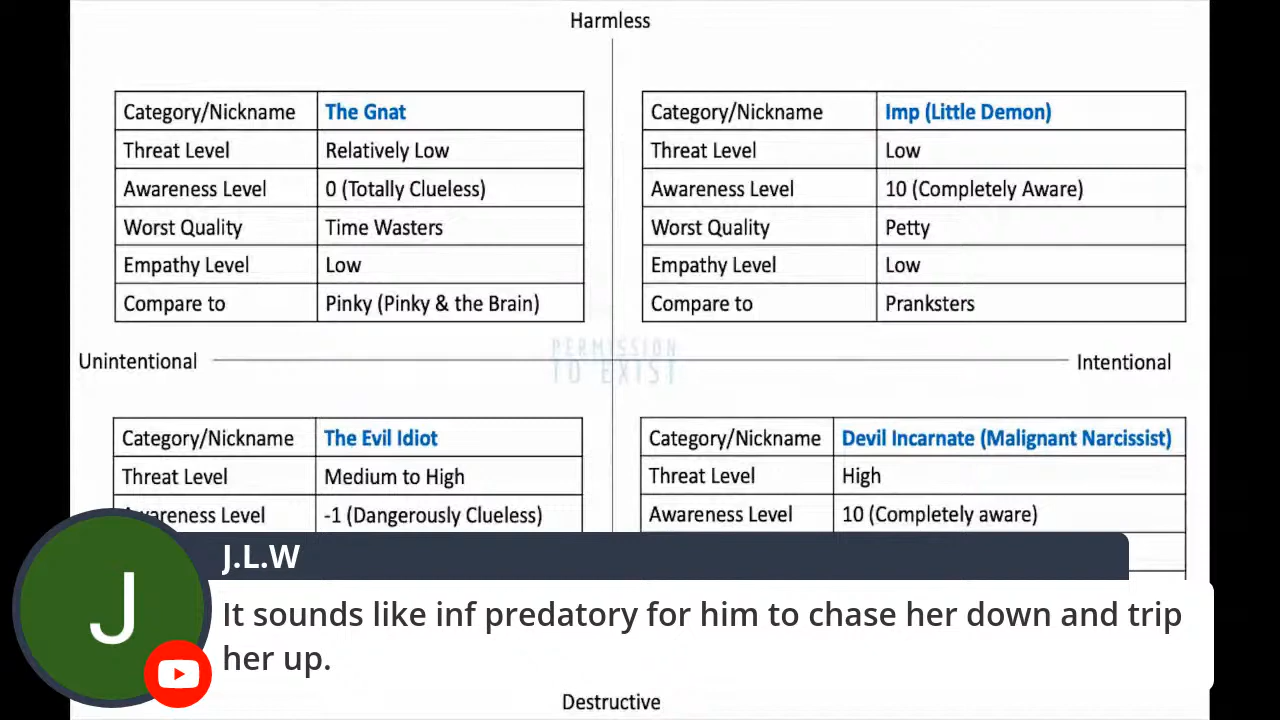 Harmless
Category/Nickname The Gnat
Threat Level Relatively Low
Awareness Level 0 (Totally Clueless)
Worst Quality Time Wasters
Empathy Level Low
Compare to Pinky (Pinky & the Brain)
Category/Nickname Imp (Little Demon)
Threat Level Low
Awareness Level 10 (Completely Aware)
Worst Quality Petty
Empathy Level Low
Compare to Pranksters
PERMISSION
TO EXIST
Unintentional
Intentional
Category/Nickname The Evil Idiot
Threat Level Medium to High
Awareness Level -1 (Dangerously Clueless)
Category/Nickname Devil Incarnate (Malignant Narcissist)
Threat Level High
Awareness Level 10 (Completely aware)
J
J.L.W
It sounds like inf predatory for him to chase her down and trip
her up.
Destructive